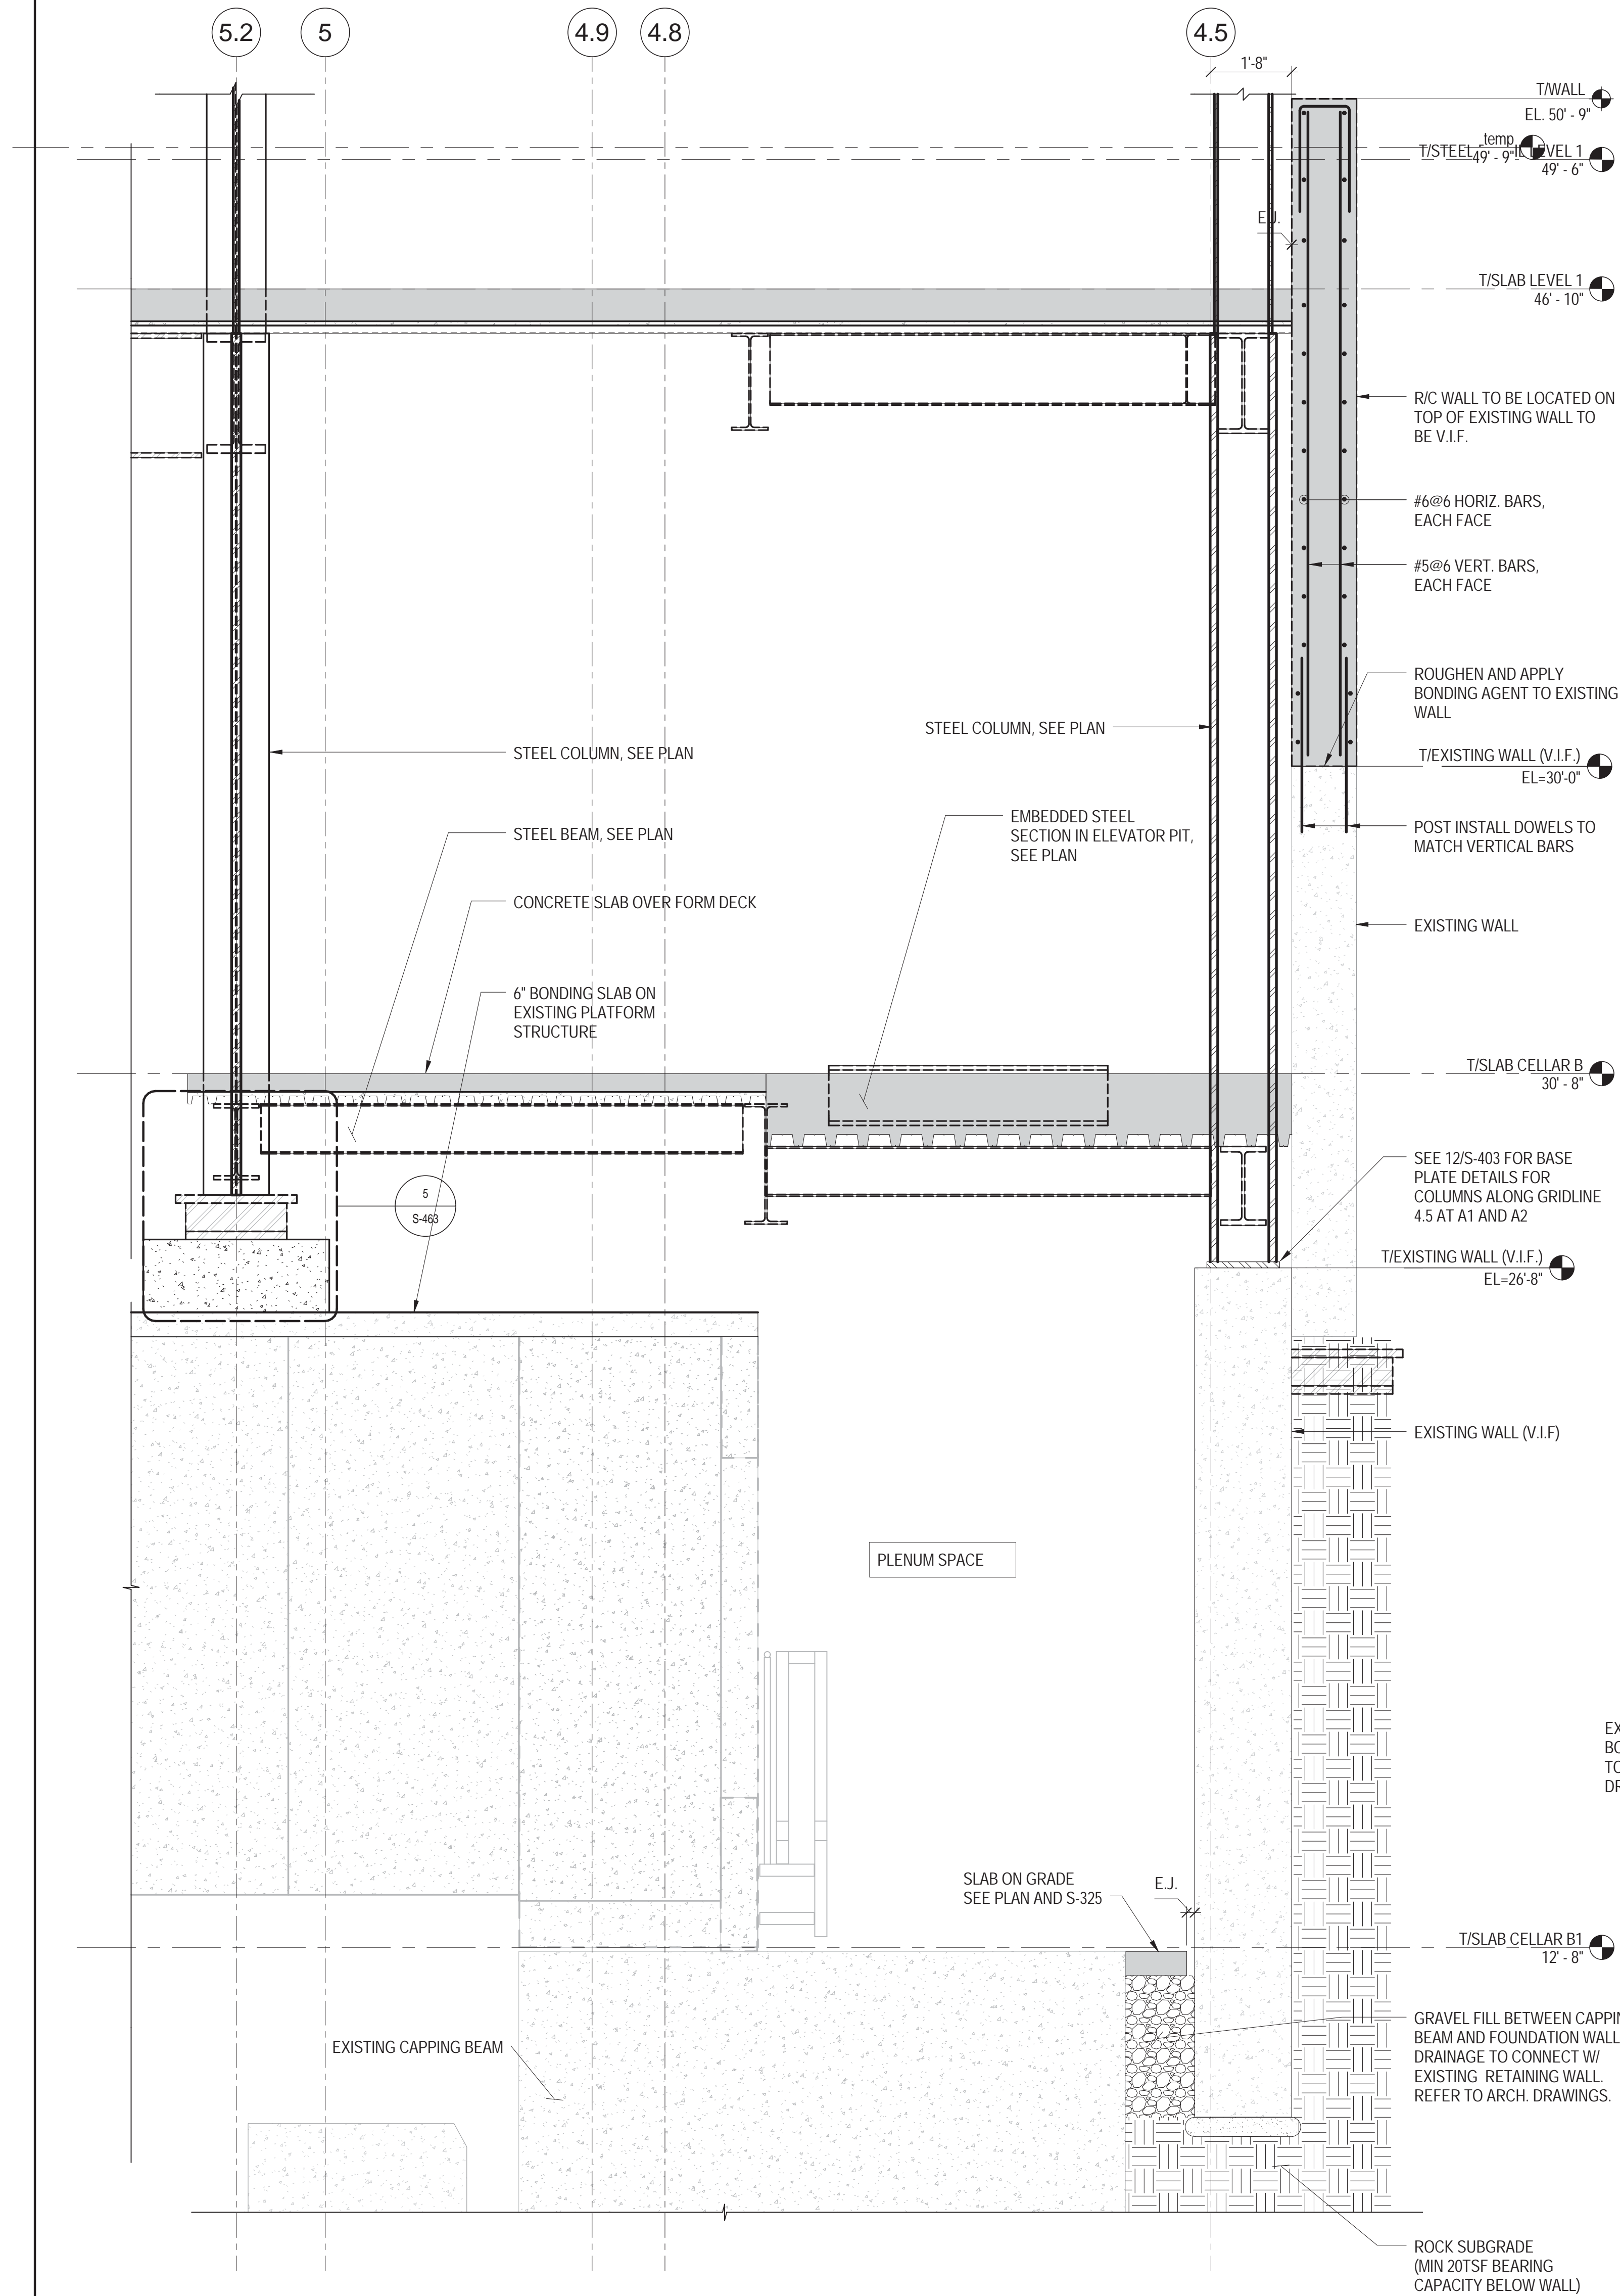 5.2
5
4.9
4.8
4.5
1'-8"
T/WALL
EL. 50' - 9"
temp
49' - 9"
T/STEEL
LEVEL 1
49' - 6"
E.J.
T/SLAB LEVEL 1
46' - 10"
R/C WALL TO BE LOCATED ON
TOP OF EXISTING WALL TO
BE V.I.F.
#6@6 HORIZ. BARS,
EACH FACE
#5@6 VERT. BARS,
EACH FACE
ROUGHEN AND APPLY
BONDING AGENT TO EXISTING
WALL
STEEL COLUMN, SEE PLAN
STEEL COLUMN, SEE PLAN
T/EXISTING WALL (V.I.F.)
EL=30'-0"
STEEL BEAM, SEE PLAN
EMBEDDED STEEL
SECTION IN ELEVATOR PIT,
SEE PLAN
POST INSTALL DOWELS TO
MATCH VERTICAL BARS
CONCRETE SLAB OVER FORM DECK
EXISTING WALL
6" BONDING SLAB ON
EXISTING PLATFORM
STRUCTURE
T/SLAB CELLAR B
30' - 8"
SEE 12/S-403 FOR BASE
PLATE DETAILS FOR
COLUMNS ALONG GRIDLINE
4.5 AT A1 AND A2
5
S-463
T/EXISTING WALL (V.I.F.)
EL=26'-8"
EXISTING WALL (V.I.F)
PLENUM SPACE
EX
BO
TO
DR
SLAB ON GRADE
SEE PLAN AND S-325
E.J.
T/SLAB CELLAR B1
12' - 8"
GRAVEL FILL BETWEEN CAPPIN
BEAM AND FOUNDATION WALL
DRAINAGE TO CONNECT W/
EXISTING RETAINING WALL.
REFER TO ARCH. DRAWINGS.
EXISTING CAPPING BEAM
ROCK SUBGRADE
(MIN 20TSF BEARING
CAPACITY BELOW WALL)